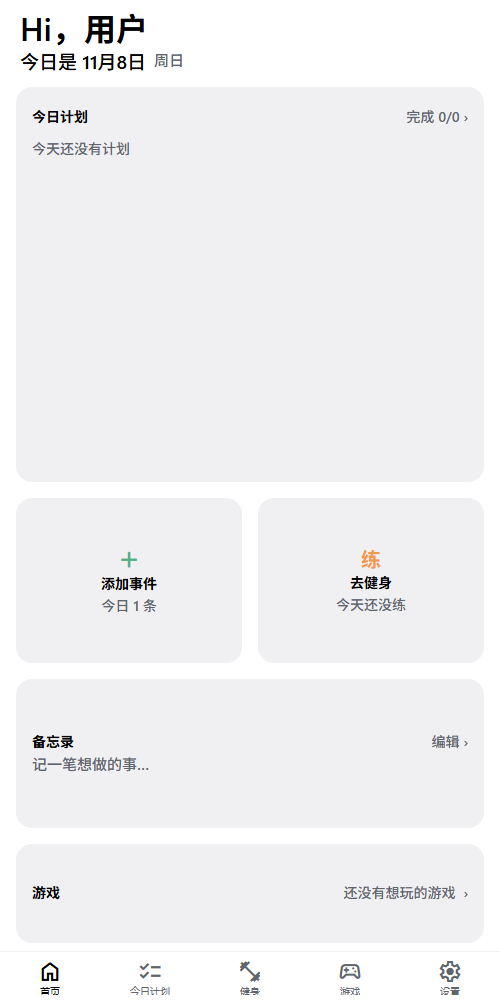 Hi，用户
今日是 11月8日 周日
今日计划 完成 0/0 ›
今天还没有计划
添加事件
今日 1 条
练
去健身
今天还没练
备忘录 编辑 ›
记一笔想做的事...
游戏 还没有想玩的游戏 ›
首页 今日计划 健身 游戏 设置